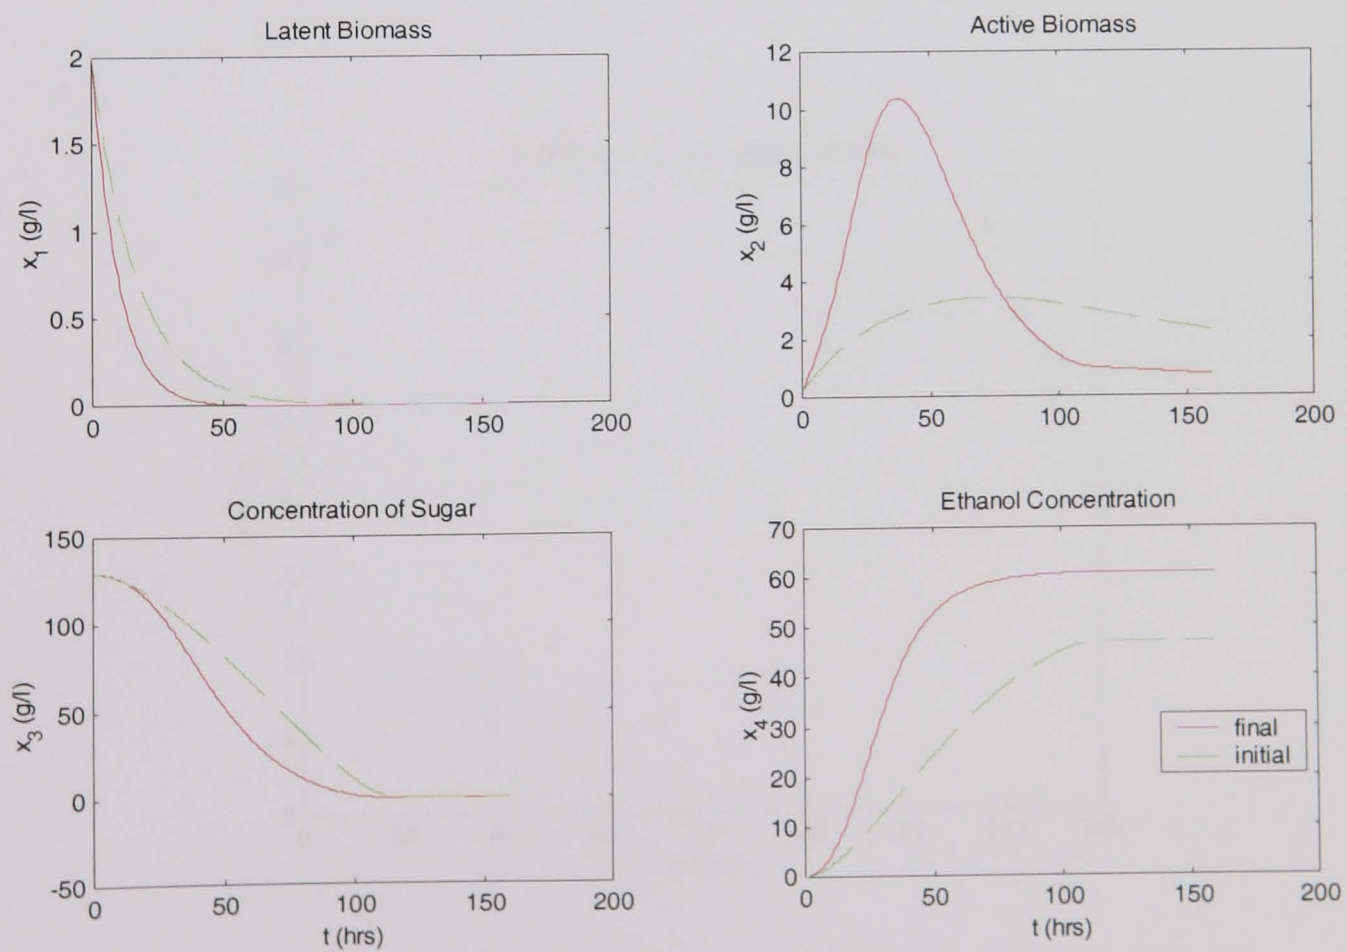 Latent Biomass
2
1.5
1
0.5
0
x1 (g/l)
0 50 100 150 200
Active Biomass
12
10
8
6
4
2
0
x2 (g/l)
0 50 100 150 200
Concentration of Sugar
150
100
50
0
-50
x3 (g/l)
0 50 100 150 200
t (hrs)
Ethanol Concentration
70
60
50
40
30
20
10
0
x4 (g/l)
final
initial
0 50 100 150 200
t (hrs)